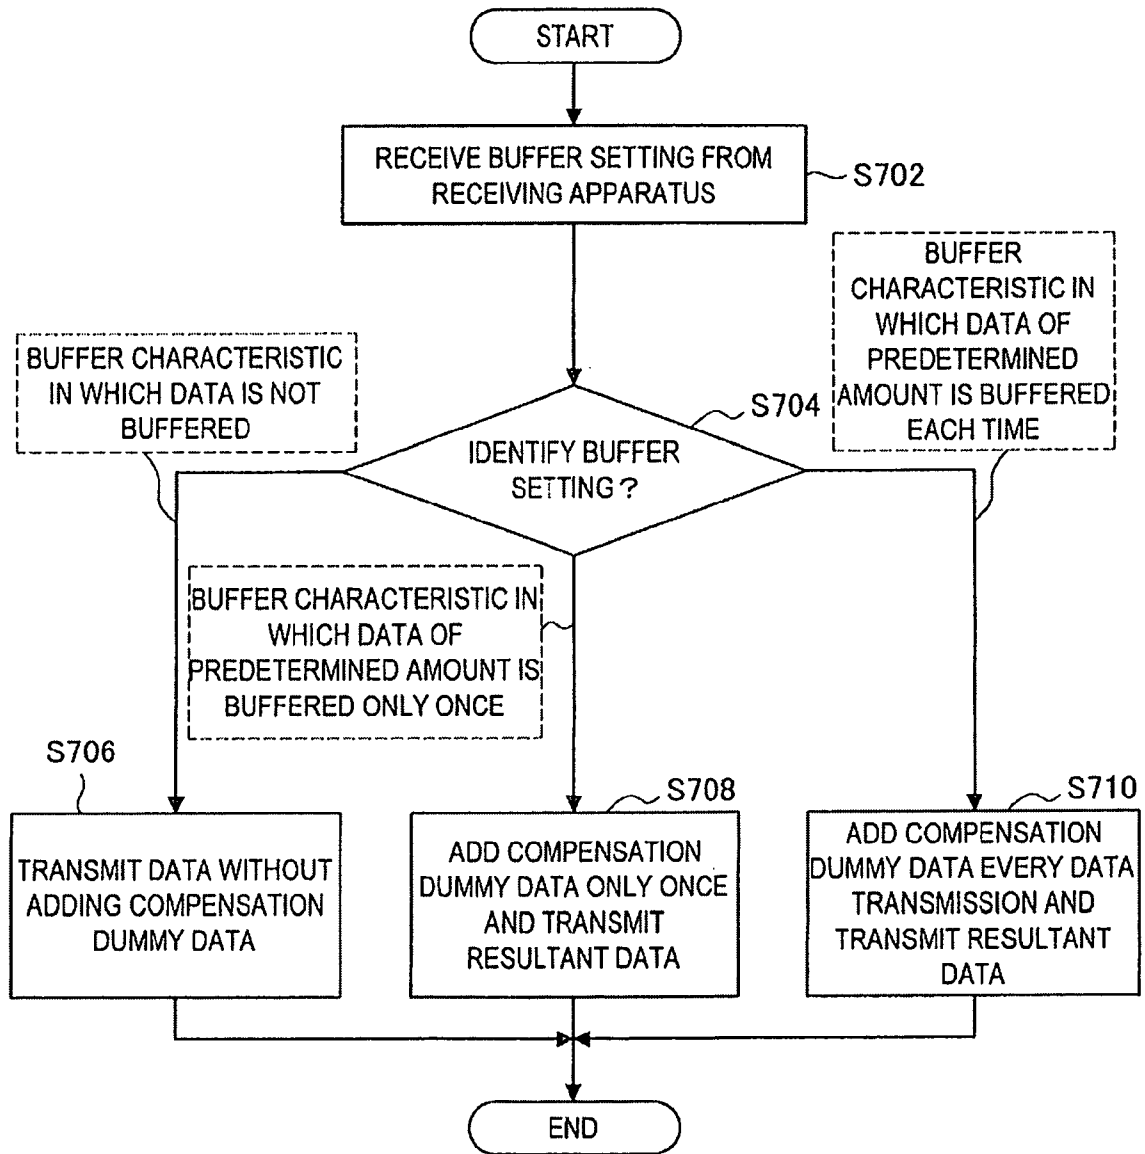 START
RECEIVE BUFFER SETTING FROM
RECEIVING APPARATUS
S702
BUFFER
CHARACTERISTIC IN
WHICH DATA OF
PREDETERMINED
AMOUNT IS BUFFERED
EACH TIME
BUFFER CHARACTERISTIC
IN WHICH DATA IS NOT
BUFFERED
S704
IDENTIFY BUFFER
SETTING?
BUFFER CHARACTERISTIC IN
WHICH DATA OF
PREDETERMINED AMOUNT IS
BUFFERED ONLY ONCE
S706
TRANSMIT DATA WITHOUT
ADDING COMPENSATION
DUMMY DATA
S708
ADD COMPENSATION
DUMMY DATA ONLY ONCE
AND TRANSMIT
RESULTANT DATA
S710
ADD COMPENSATION
DUMMY DATA EVERY DATA
TRANSMISSION AND
TRANSMIT RESULTANT
DATA
END